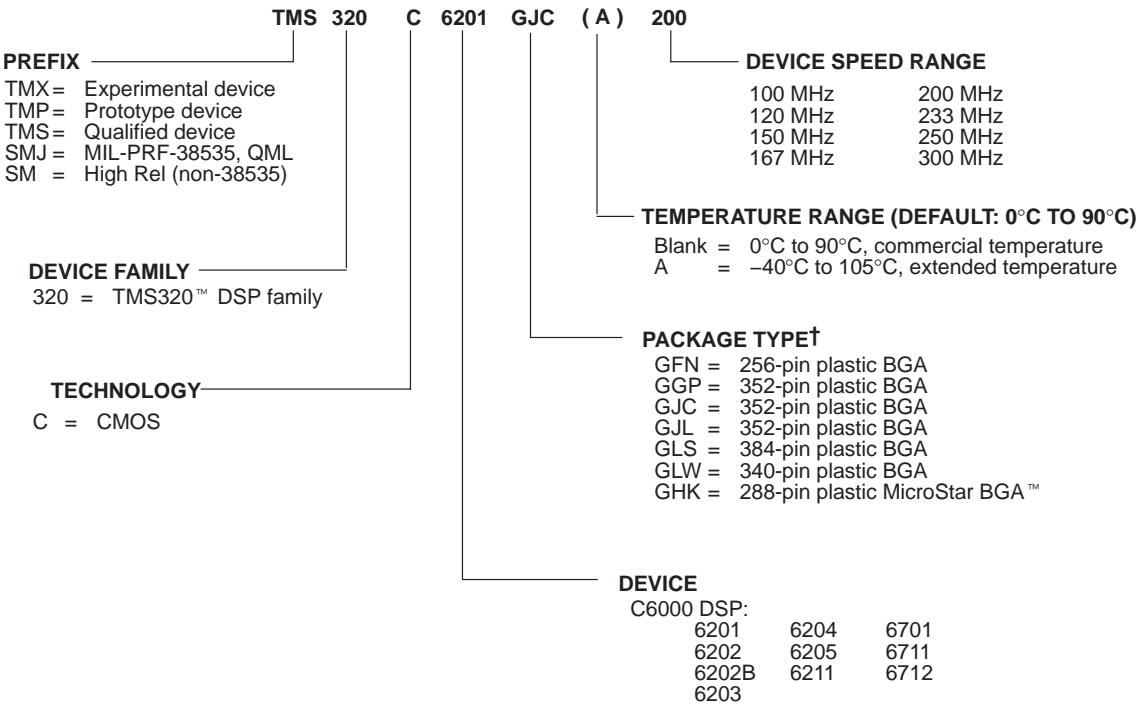 TMS 320 C 6201 GJC ( A ) 200
PREFIX
TMX = Experimental device
TMP = Prototype device
TMS = Qualified device
SMJ = MIL-PRF-38535, QML
SM = High Rel (non-38535)
DEVICE SPEED RANGE
100 MHz 200 MHz
120 MHz 233 MHz
150 MHz 250 MHz
167 MHz 300 MHz
TEMPERATURE RANGE (DEFAULT: 0°C TO 90°C)
Blank = 0°C to 90°C, commercial temperature
A = −40°C to 105°C, extended temperature
DEVICE FAMILY
320 = TMS320™ DSP family
PACKAGE TYPE†
GFN = 256-pin plastic BGA
GGP = 352-pin plastic BGA
GJC = 352-pin plastic BGA
GJL = 352-pin plastic BGA
GLS = 384-pin plastic BGA
GLW = 340-pin plastic BGA
GHK = 288-pin plastic MicroStar BGA™
TECHNOLOGY
C = CMOS
DEVICE
C6000 DSP:
6201 6204 6701
6202 6205 6711
6202B 6211 6712
6203